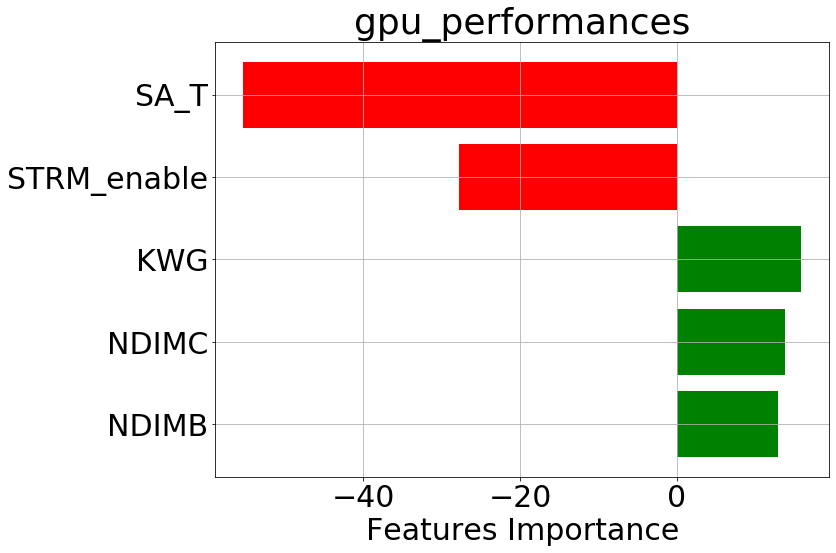 gpu_performances
SA_T
STRM_enable
KWG
NDIMC
NDIMB
−40 −20 0
Features Importance